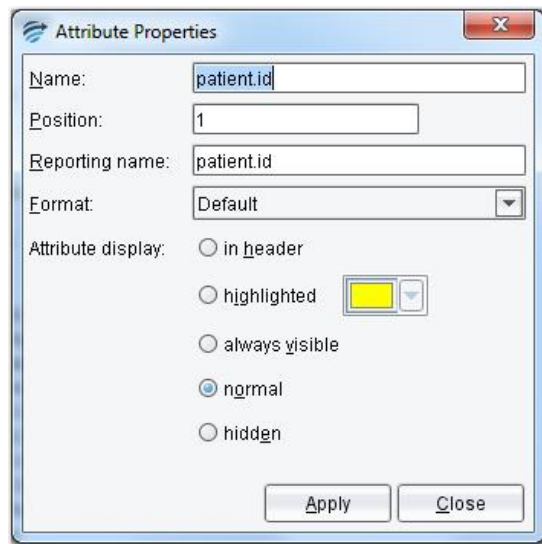 Attribute Properties
Name: patient.id
Position: 1
Reporting name: patient.id
Format: Default
Attribute display: in header
highlighted
always visible
normal
hidden
Apply Close